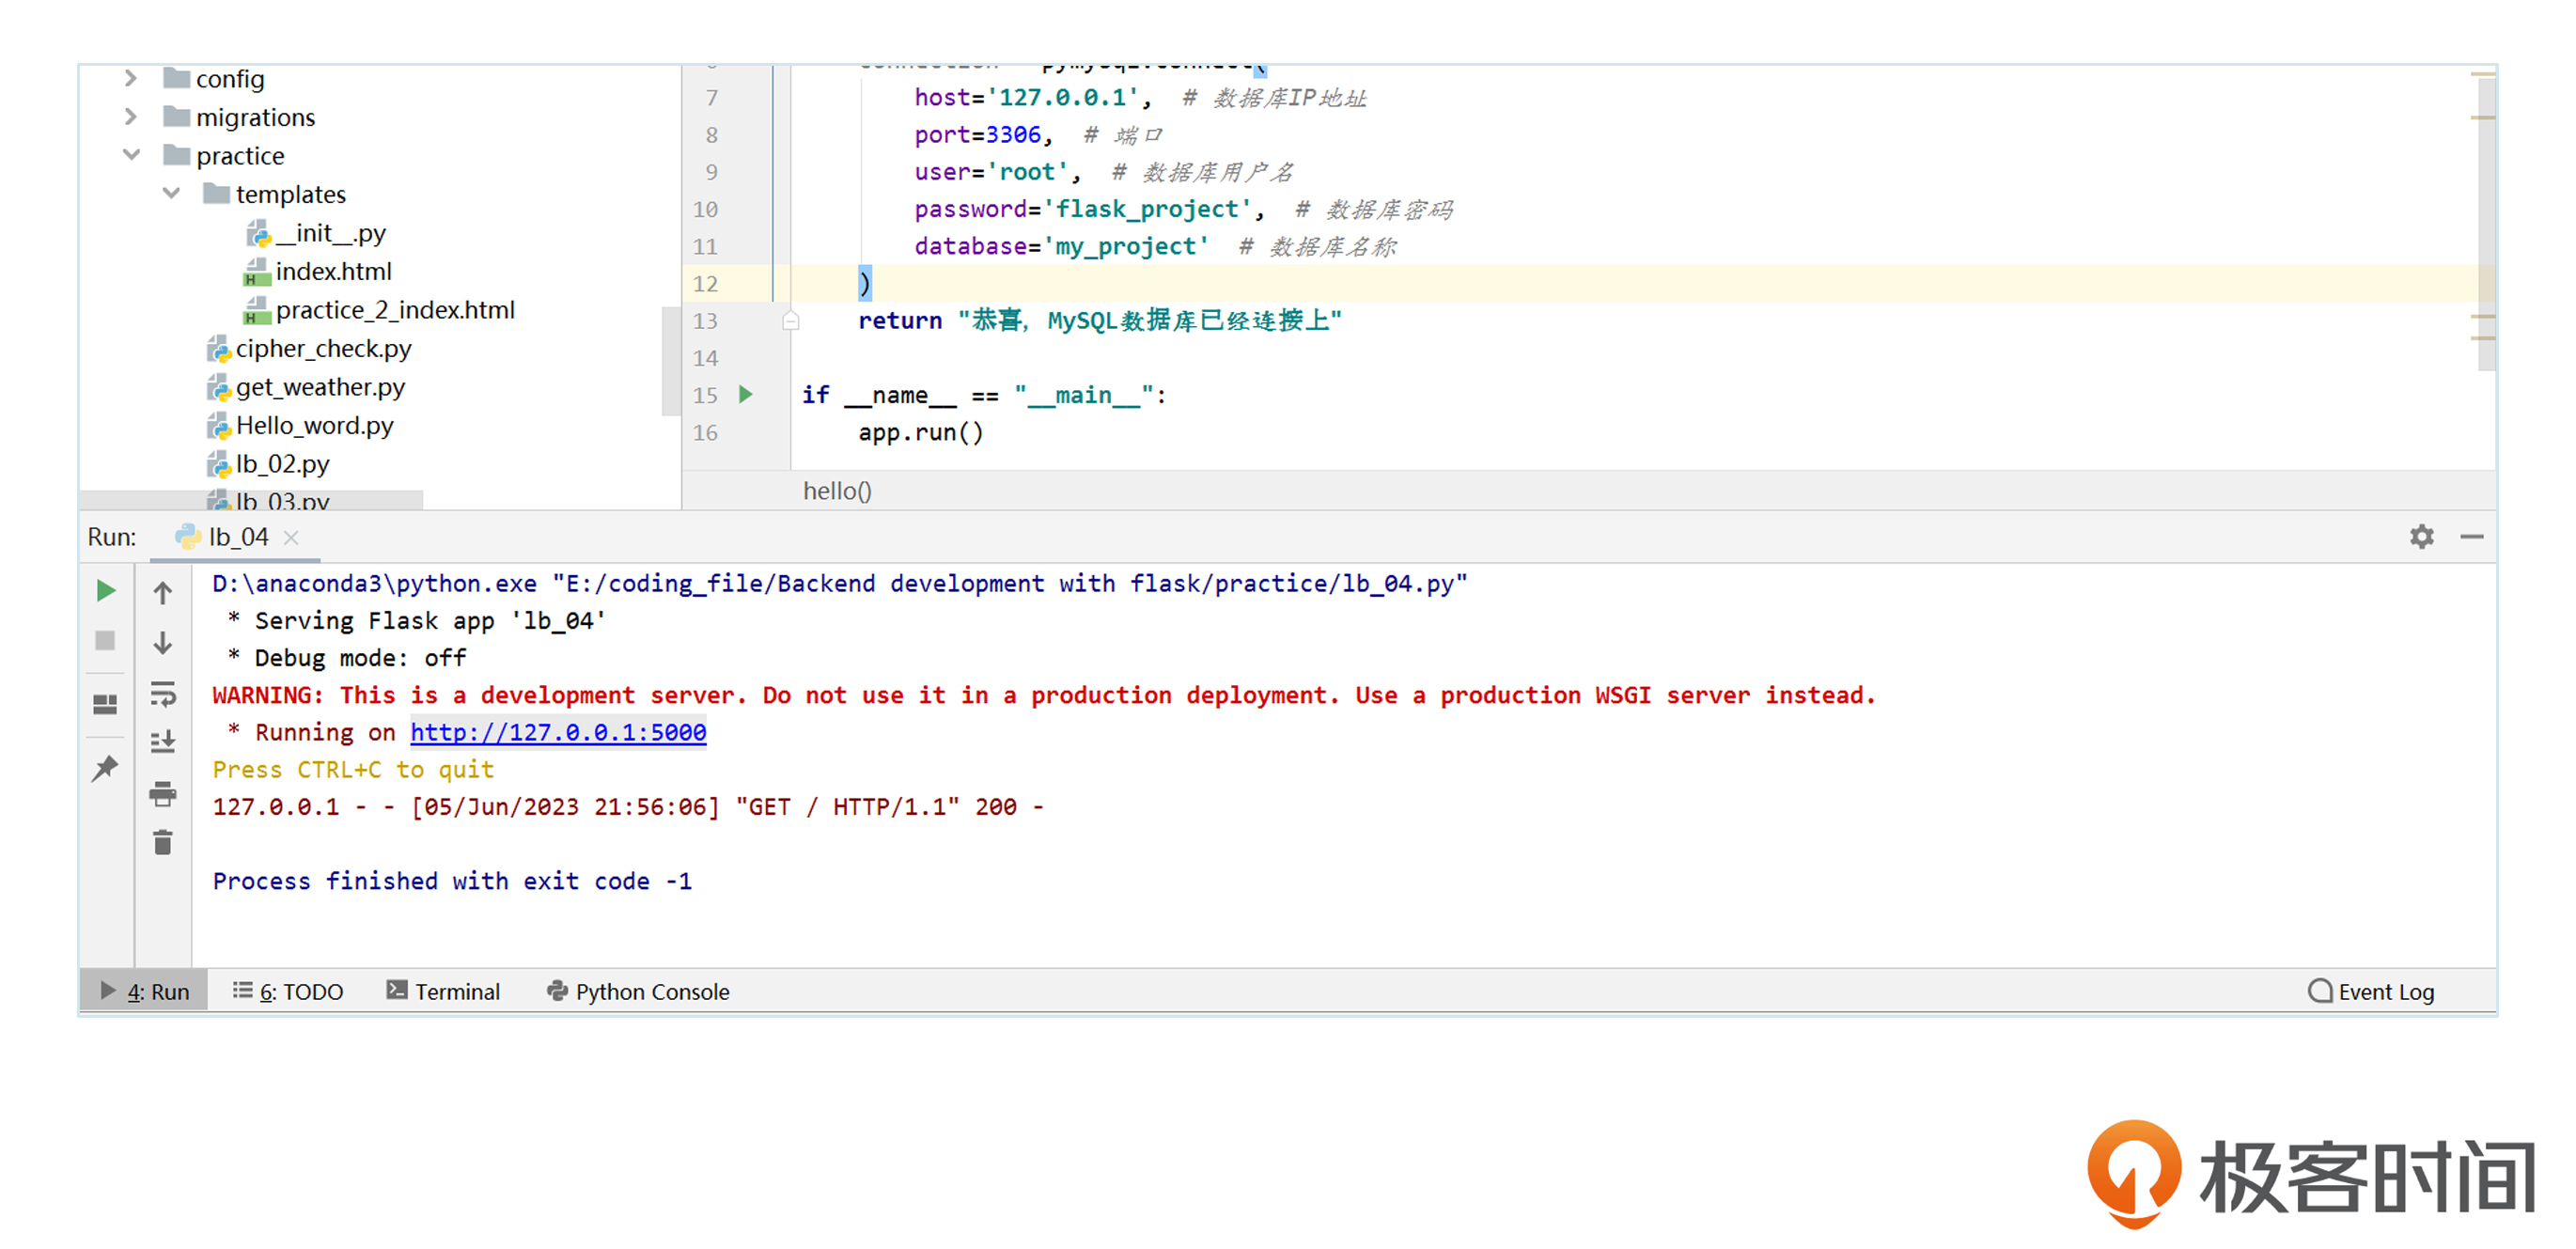 config
migrations
practice
templates
__init__.py
index.html
practice_2_index.html
cipher_check.py
get_weather.py
Hello_word.py
lb_02.py
lb_03.py
connection = pymysql.connect(
7 host='127.0.0.1', # 数据库IP地址
8 port=3306, # 端口
9 user='root', # 数据库用户名
10 password='flask_project', # 数据库密码
11 database='my_project' # 数据库名称
12 )
13 return "恭喜，MySQL数据库已经连接上"
14
15 if __name__ == "__main__":
16 app.run()
hello()
Run: lb_04
D:\anaconda3\python.exe "E:/coding_file/Backend development with flask/practice/lb_04.py"
* Serving Flask app 'lb_04'
* Debug mode: off
WARNING: This is a development server. Do not use it in a production deployment. Use a production WSGI server instead.
* Running on http://127.0.0.1:5000
Press CTRL+C to quit
127.0.0.1 - - [05/Jun/2023 21:56:06] "GET / HTTP/1.1" 200 -
Process finished with exit code -1
4: Run 6: TODO Terminal Python Console Event Log
极客时间